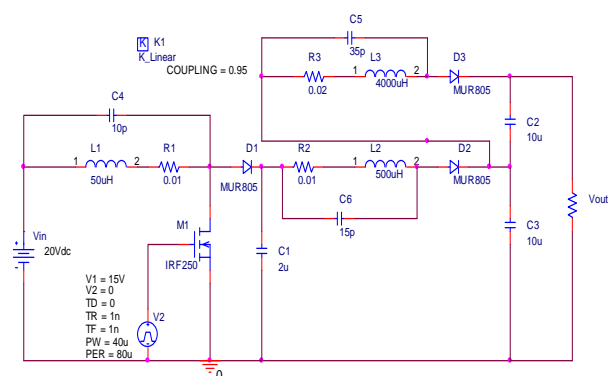 K K1
K_Linear
COUPLING = 0.95
C5
35p
R3
0.02
1 L3 2
4000uH
D3
MUR805
C4
10p
C2
10u
1 L1 2
50uH
R1
0.01
D1
MUR805
R2
0.01
1 L2 2
500uH
D2
MUR805
C6
15p
Vout
Vin
20Vdc
M1
IRF250
C1
2u
C3
10u
V1 = 15V
V2 = 0
TD = 0
TR = 1n
TF = 1n
PW = 40u
PER = 80u
V2
0